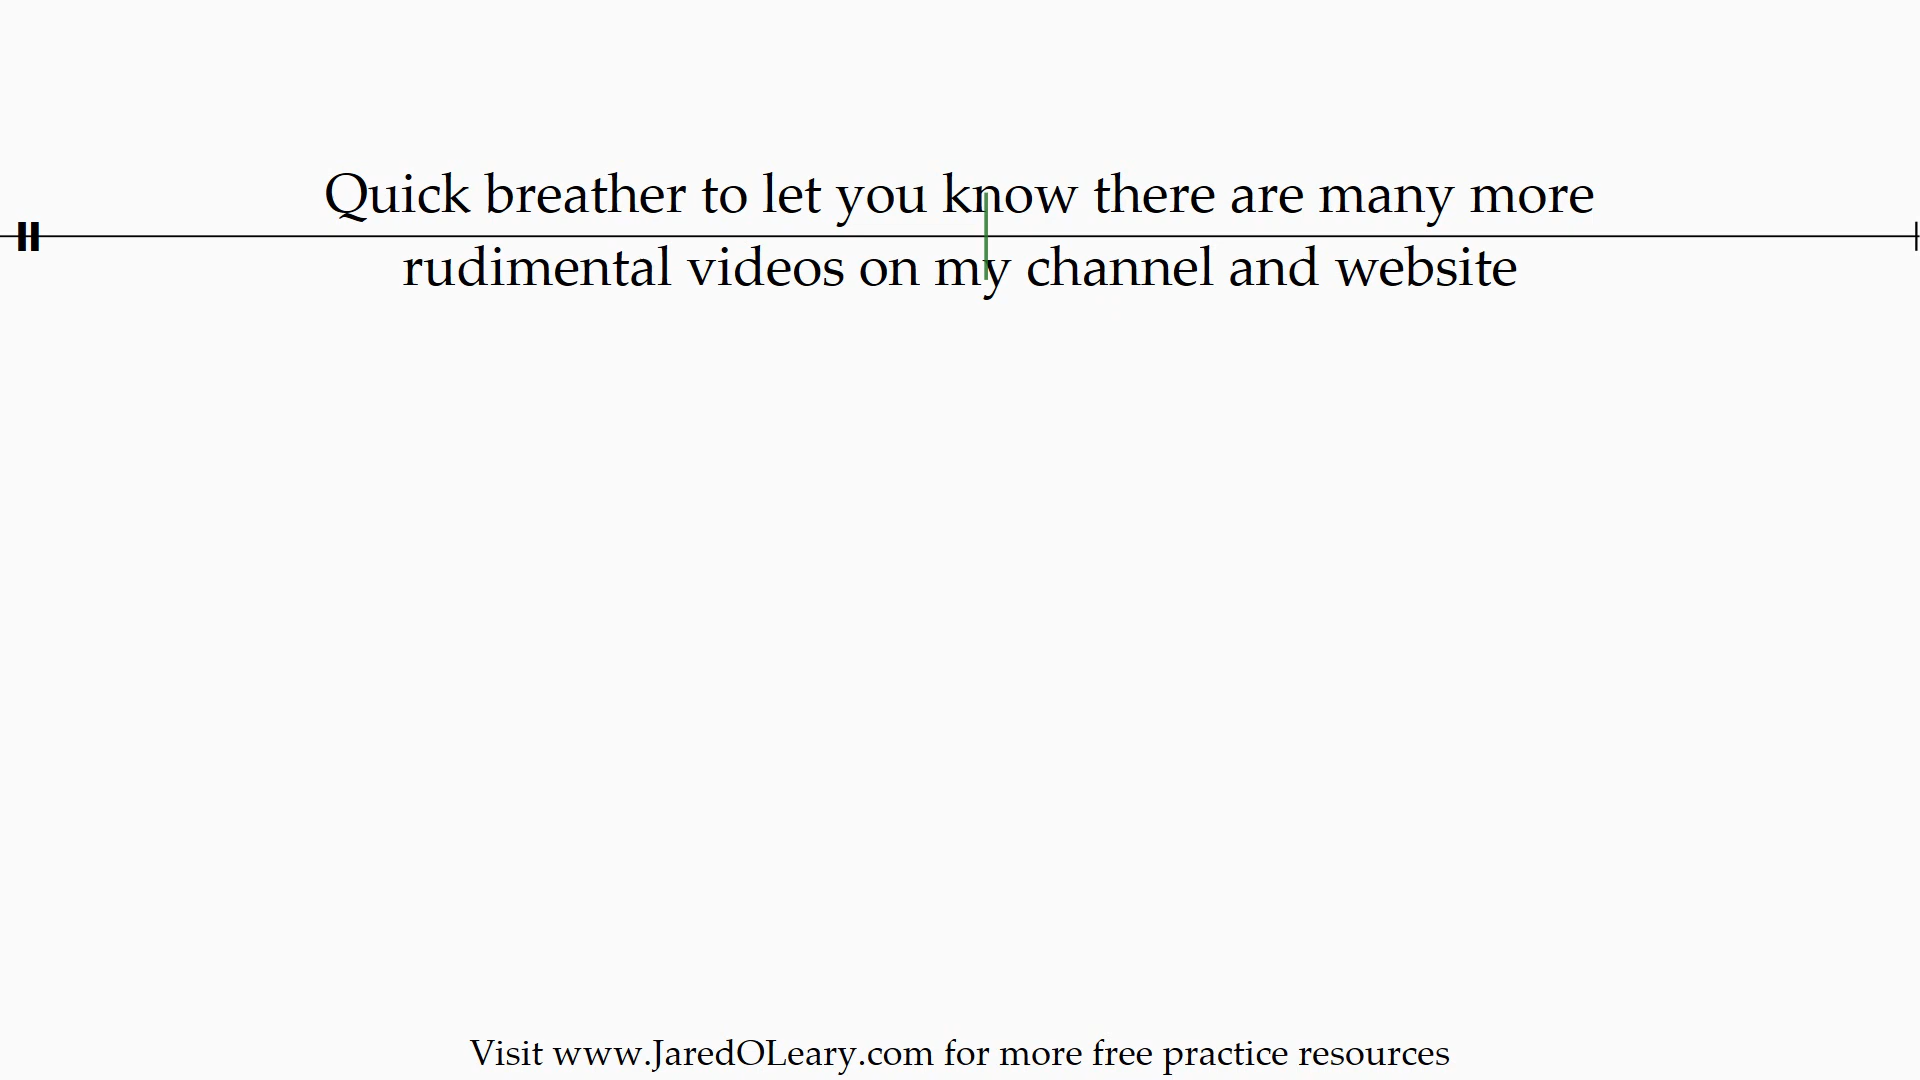 Quick breather to let you know there are many more
rudimental videos on my channel and website
Visit www.JaredOLeary.com for more free practice resources